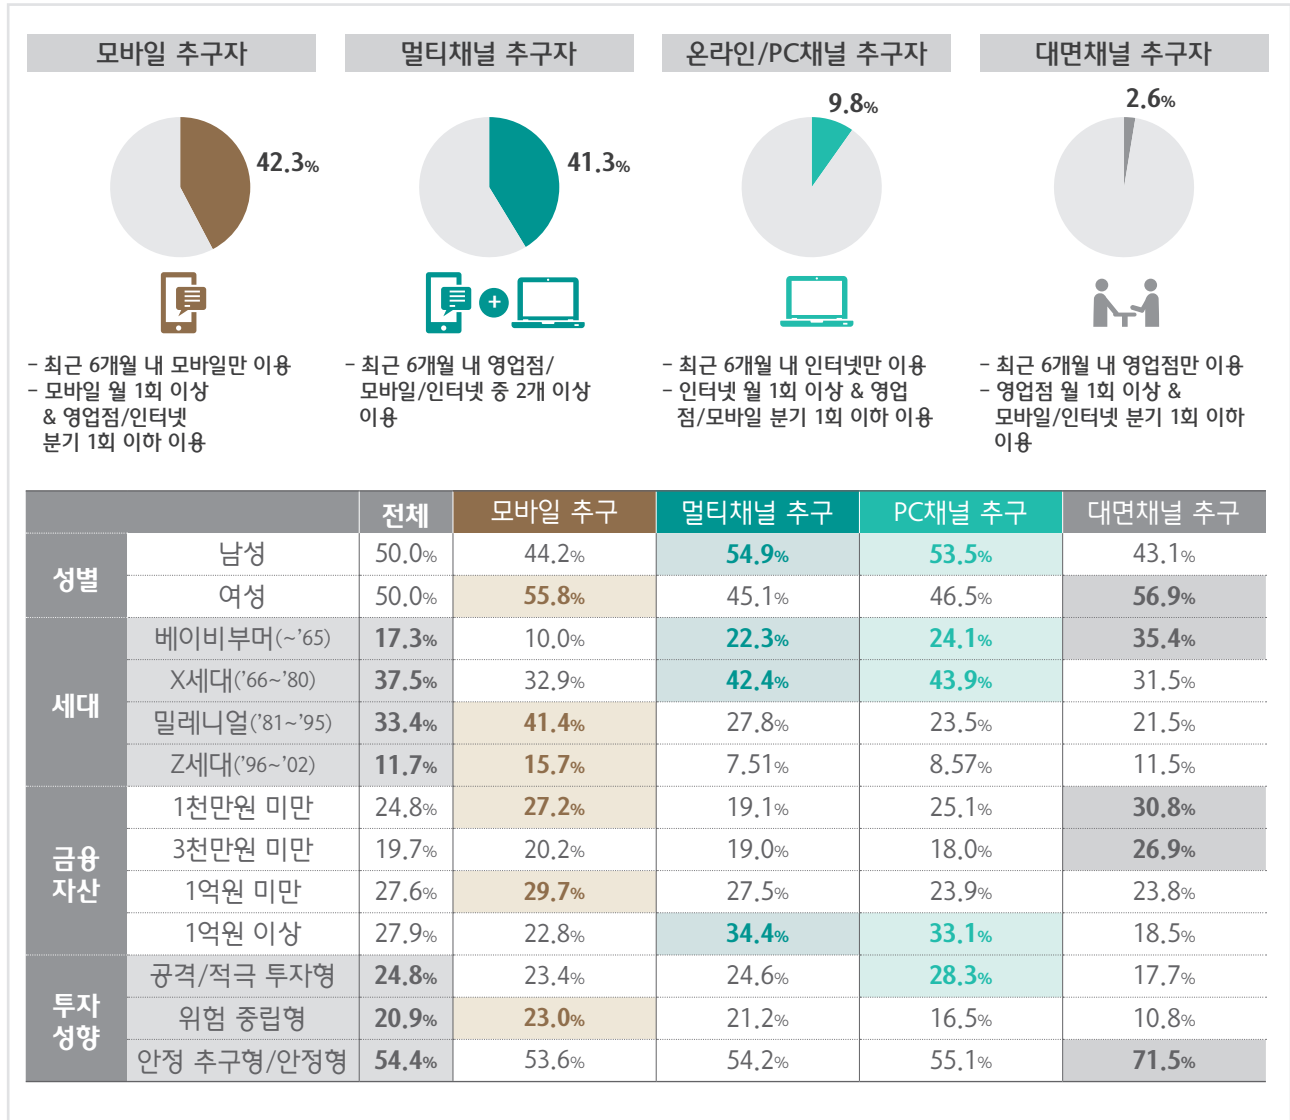 모바일 추구자
멀티채널 추구자
온라인/PC채널 추구자
대면채널 추구자
42.3%
41.3%
9.8%
2.6%
- 최근 6개월 내 모바일만 이용
- 모바일 월 1회 이상
& 영업점/인터넷
분기 1회 이하 이용
- 최근 6개월 내 영업점/
모바일/인터넷 중 2개 이상
이용
- 최근 6개월 내 인터넷만 이용
- 인터넷 월 1회 이상 & 영업
점/모바일 분기 1회 이하 이용
- 최근 6개월 내 영업점만 이용
- 영업점 월 1회 이상 &
모바일/인터넷 분기 1회 이하
이용
전체 모바일 추구 멀티채널 추구 PC채널 추구 대면채널 추구
성별
남성 50.0% 44.2% 54.9% 53.5% 43.1%
여성 50.0% 55.8% 45.1% 46.5% 56.9%
세대
베이비부머(~'65) 17.3% 10.0% 22.3% 24.1% 35.4%
X세대('66~'80) 37.5% 32.9% 42.4% 43.9% 31.5%
밀레니얼('81~'95) 33.4% 41.4% 27.8% 23.5% 21.5%
Z세대('96~'02) 11.7% 15.7% 7.51% 8.57% 11.5%
금융
자산
1천만원 미만 24.8% 27.2% 19.1% 25.1% 30.8%
3천만원 미만 19.7% 20.2% 19.0% 18.0% 26.9%
1억원 미만 27.6% 29.7% 27.5% 23.9% 23.8%
1억원 이상 27.9% 22.8% 34.4% 33.1% 18.5%
투자
성향
공격/적극 투자형 24.8% 23.4% 24.6% 28.3% 17.7%
위험 중립형 20.9% 23.0% 21.2% 16.5% 10.8%
안정 추구형/안정형 54.4% 53.6% 54.2% 55.1% 71.5%